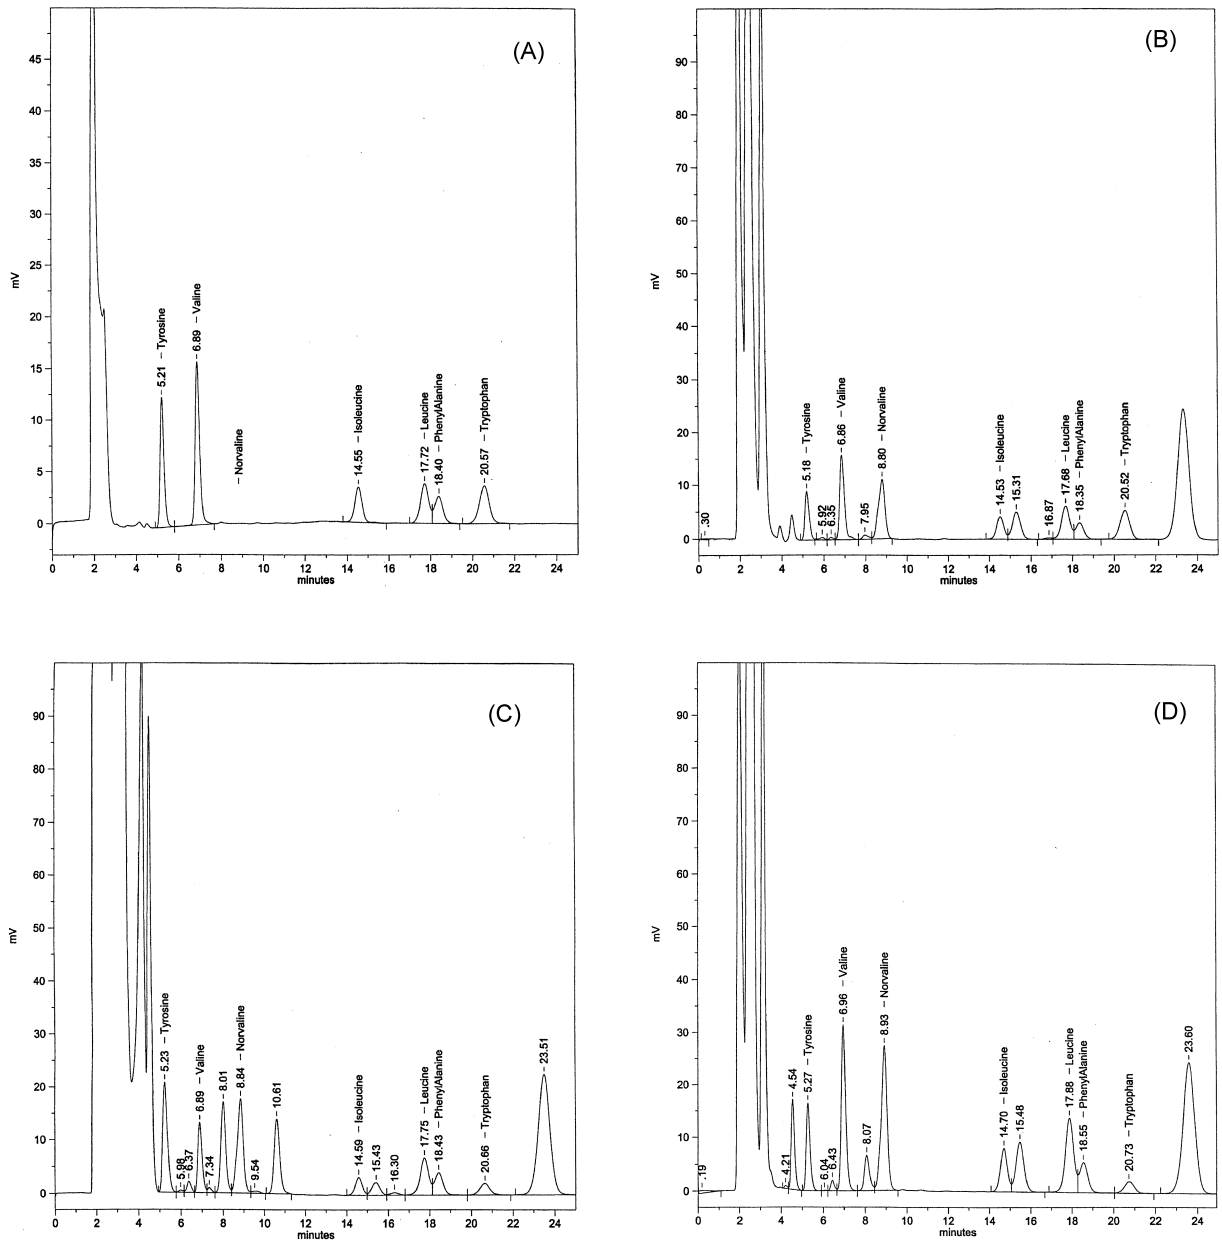 (A)
45
40
35
30
25
20
15
10
5
0
mV
5.21 – Tyrosine
6.89 – Valine
– Norvaline
14.55 – Isoleucine
17.72 – Leucine
18.40 – PhenylAlanine
20.57 – Tryptophan
0 2 4 6 8 10 12 14 16 18 20 22 24
minutes
(B)
90
80
70
60
50
40
30
20
10
0
mV
.30
5.18 – Tyrosine
5.92
6.35
6.86 – Valine
7.95
8.80 – Norvaline
14.53 – Isoleucine
15.31
16.87
17.68 – Leucine
18.35 – PhenylAlanine
20.52 – Tryptophan
0 2 4 6 8 10 12 14 16 18 20 22 24
minutes
(C)
90
80
70
60
50
40
30
20
10
0
mV
5.23 – Tyrosine
5.98
6.37
6.89 – Valine
7.34
8.01
8.84 – Norvaline
9.54
10.61
14.59 – Isoleucine
15.43
16.30
17.75 – Leucine
18.43 – PhenylAlanine
20.66 – Tryptophan
23.51
0 2 4 6 8 10 12 14 16 18 20 22 24
minutes
(D)
90
80
70
60
50
40
30
20
10
0
mV
.19
4.21
4.54
5.27 – Tyrosine
6.04
6.43
6.96 – Valine
8.07
8.93 – Norvaline
14.70 – Isoleucine
15.48
17.88 – Leucine
18.55 – PhenylAlanine
20.73 – Tryptophan
23.60
0 2 4 6 8 10 12 14 16 18 20 22 24
minutes